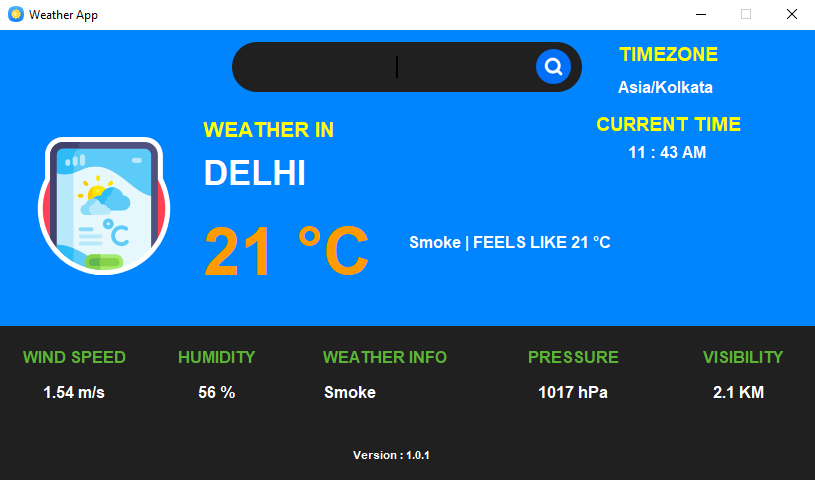 Weather App
TIMEZONE
Asia/Kolkata
WEATHER IN
CURRENT TIME
DELHI
11 : 43 AM
°C
21 °C
Smoke | FEELS LIKE 21 °C
WIND SPEED HUMIDITY WEATHER INFO PRESSURE VISIBILITY
1.54 m/s 56 % Smoke 1017 hPa 2.1 KM
Version : 1.0.1